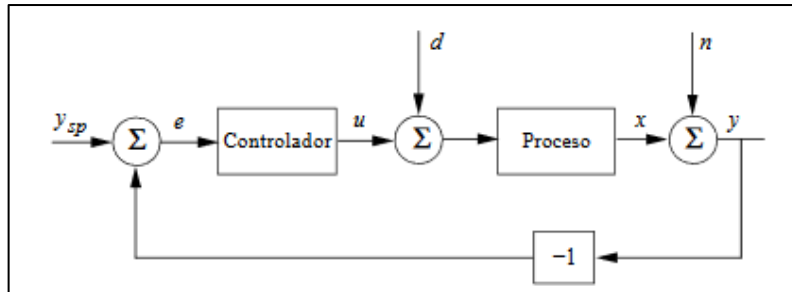 d
n
y_sp
Σ
e
Controlador
u
Σ
Proceso
x
Σ
y
−1